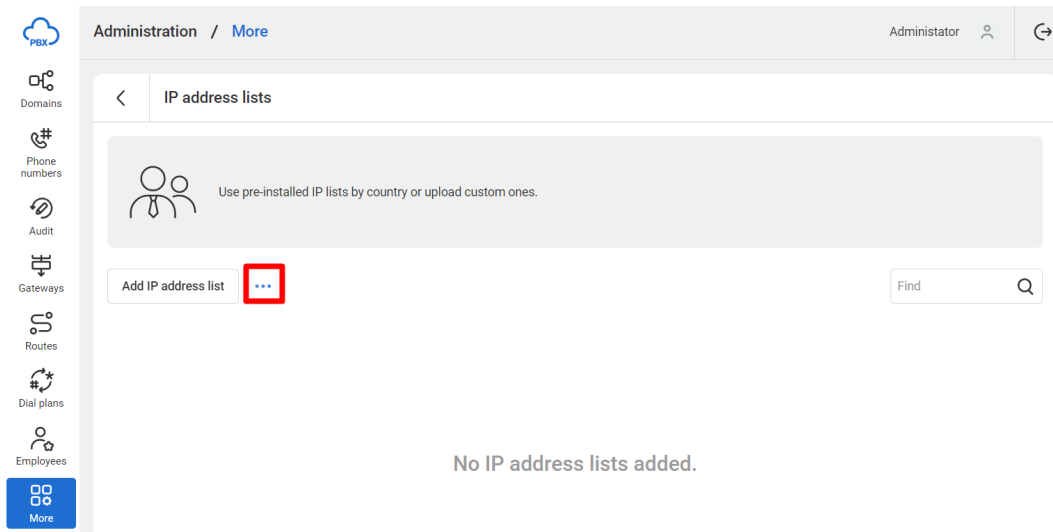 PBX
Administration / More
Administator
Domains
Phone
numbers
Audit
Gateways
Routes
Dial plans
Employees
More
IP address lists
Use pre-installed IP lists by country or upload custom ones.
Add IP address list
Find
No IP address lists added.